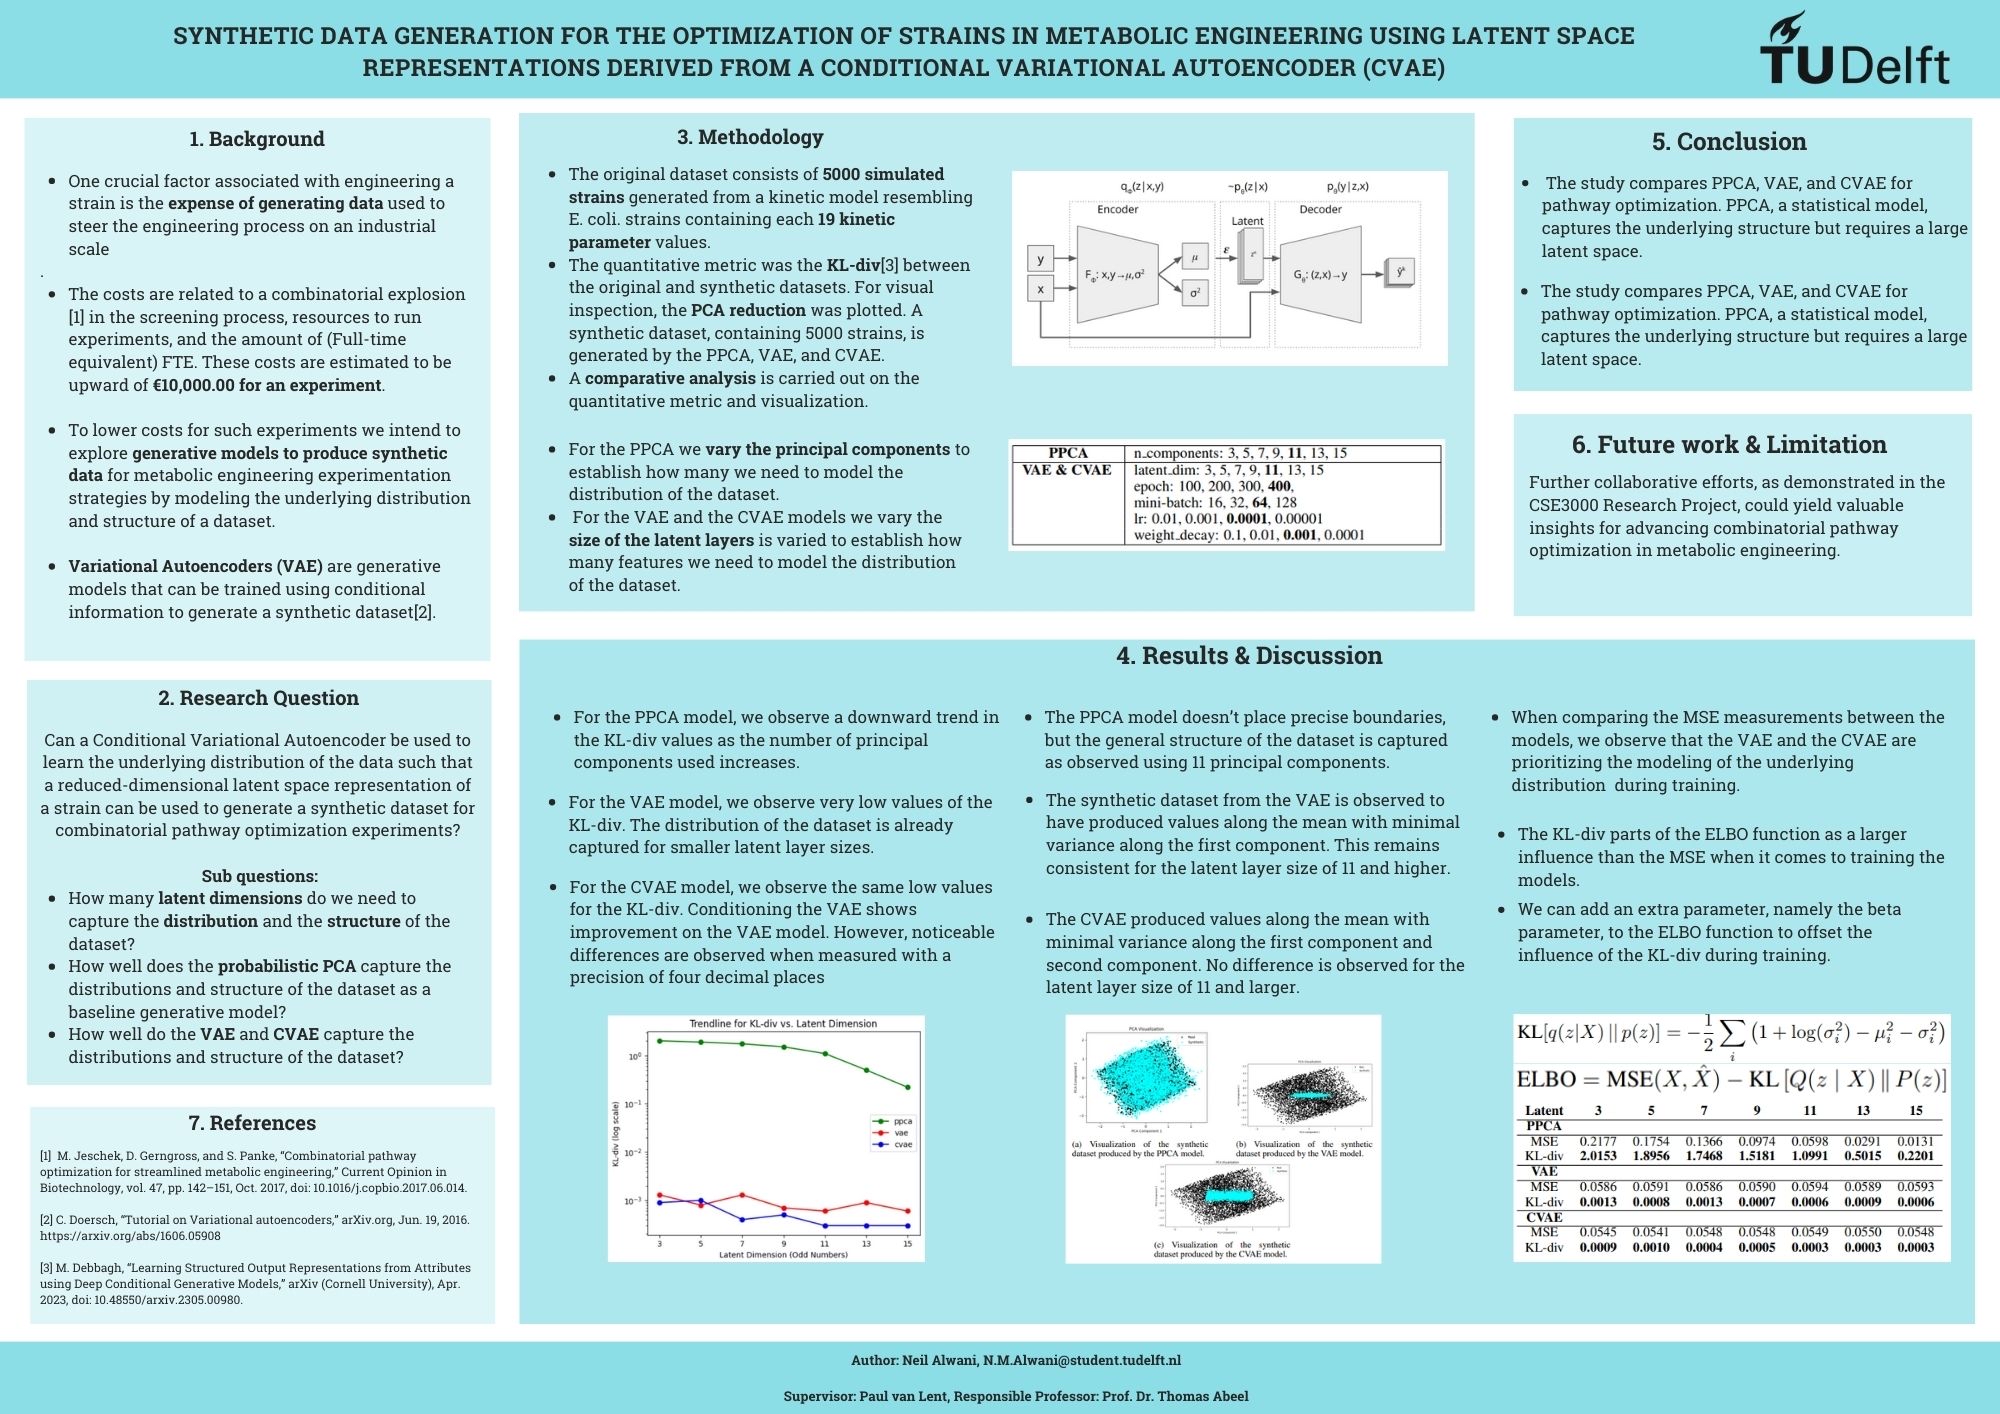 SYNTHETIC DATA GENERATION FOR THE OPTIMIZATION OF STRAINS IN METABOLIC ENGINEERING USING LATENT SPACE
REPRESENTATIONS DERIVED FROM A CONDITIONAL VARIATIONAL AUTOENCODER (CVAE)
TU Delft
1. Background
• One crucial factor associated with engineering a
strain is the expense of generating data used to
steer the engineering process on an industrial
scale
.
• The costs are related to a combinatorial explosion
[1] in the screening process, resources to run
experiments, and the amount of (Full-time
equivalent) FTE. These costs are estimated to be
upward of €10,000.00 for an experiment.
• To lower costs for such experiments we intend to
explore generative models to produce synthetic
data for metabolic engineering experimentation
strategies by modeling the underlying distribution
and structure of a dataset.
• Variational Autoencoders (VAE) are generative
models that can be trained using conditional
information to generate a synthetic dataset[2].
2. Research Question
Can a Conditional Variational Autoencoder be used to
learn the underlying distribution of the data such that
a reduced-dimensional latent space representation of
a strain can be used to generate a synthetic dataset for
combinatorial pathway optimization experiments?
Sub questions:
• How many latent dimensions do we need to
capture the distribution and the structure of the
dataset?
• How well does the probabilistic PCA capture the
distributions and structure of the dataset as a
baseline generative model?
• How well do the VAE and CVAE capture the
distributions and structure of the dataset?
7. References
[1] M. Jeschek, D. Gerngross, and S. Panke, “Combinatorial pathway
optimization for streamlined metabolic engineering,” Current Opinion in
Biotechnology, vol. 47, pp. 142–151, Oct. 2017, doi: 10.1016/j.copbio.2017.06.014.
[2] C. Doersch, “Tutorial on Variational autoencoders,” arXiv.org, Jun. 19, 2016.
https://arxiv.org/abs/1606.05908
[3] M. Debbagh, “Learning Structured Output Representations from Attributes
using Deep Conditional Generative Models,” arXiv (Cornell University), Apr.
2023, doi: 10.48550/arxiv.2305.00980.
3. Methodology
• The original dataset consists of 5000 simulated
strains generated from a kinetic model resembling
E. coli. strains containing each 19 kinetic
parameter values.
• The quantitative metric was the KL-div[3] between
the original and synthetic datasets. For visual
inspection, the PCA reduction was plotted. A
synthetic dataset, containing 5000 strains, is
generated by the PPCA, VAE, and CVAE.
• A comparative analysis is carried out on the
quantitative metric and visualization.
• For the PPCA we vary the principal components to
establish how many we need to model the
distribution of the dataset.
• For the VAE and the CVAE models we vary the
size of the latent layers is varied to establish how
many features we need to model the distribution
of the dataset.
qΦ(z|x,y) ~pθ(z|x) pθ(y|z,x)
Encoder Latent Decoder
y
x
FΦ: x,y→μ,σ²
μ
σ²
ε
Gθ: (z,x)→y
PPCA n_components: 3, 5, 7, 9, 11, 13, 15
VAE & CVAE latent_dim: 3, 5, 7, 9, 11, 13, 15
epoch: 100, 200, 300, 400,
mini-batch: 16, 32, 64, 128
lr: 0.01, 0.001, 0.0001, 0.00001
weight_decay: 0.1, 0.01, 0.001, 0.0001
4. Results & Discussion
• For the PPCA model, we observe a downward trend in
the KL-div values as the number of principal
components used increases.
• For the VAE model, we observe very low values of the
KL-div. The distribution of the dataset is already
captured for smaller latent layer sizes.
• For the CVAE model, we observe the same low values
for the KL-div. Conditioning the VAE shows
improvement on the VAE model. However, noticeable
differences are observed when measured with a
precision of four decimal places
Trendline for KL-div vs. Latent Dimension
KL-div (log scale)
10⁰
10⁻¹
10⁻²
10⁻³
ppca
vae
cvae
3 5 7 9 11 13 15
Latent Dimension (Odd Numbers)
• The PPCA model doesn’t place precise boundaries,
but the general structure of the dataset is captured
as observed using 11 principal components.
• The synthetic dataset from the VAE is observed to
have produced values along the mean with minimal
variance along the first component. This remains
consistent for the latent layer size of 11 and higher.
• The CVAE produced values along the mean with
minimal variance along the first component and
second component. No difference is observed for the
latent layer size of 11 and larger.
PCA Visualization
(a) Visualization of the synthetic
dataset produced by the PPCA model.
PCA Visualization
(b) Visualization of the synthetic
dataset produced by the VAE model.
PCA Visualization
(c) Visualization of the synthetic
dataset produced by the CVAE model.
• When comparing the MSE measurements between the
models, we observe that the VAE and the CVAE are
prioritizing the modeling of the underlying
distribution during training.
• The KL-div parts of the ELBO function as a larger
influence than the MSE when it comes to training the
models.
• We can add an extra parameter, namely the beta
parameter, to the ELBO function to offset the
influence of the KL-div during training.
KL[q(z|X) || p(z)] = −1/2 ∑i (1 + log(σi²) − μi² − σi²)
ELBO = MSE(X, X̂) − KL [Q(z | X) || P(z)]
Latent 3 5 7 9 11 13 15
PPCA
MSE 0.2177 0.1754 0.1366 0.0974 0.0598 0.0291 0.0131
KL-div 2.0153 1.8956 1.7468 1.5181 1.0991 0.5015 0.2201
VAE
MSE 0.0586 0.0591 0.0586 0.0590 0.0594 0.0589 0.0593
KL-div 0.0013 0.0008 0.0013 0.0007 0.0006 0.0009 0.0006
CVAE
MSE 0.0545 0.0541 0.0548 0.0548 0.0549 0.0550 0.0548
KL-div 0.0009 0.0010 0.0004 0.0005 0.0003 0.0003 0.0003
5. Conclusion
• The study compares PPCA, VAE, and CVAE for
pathway optimization. PPCA, a statistical model,
captures the underlying structure but requires a large
latent space.
• The study compares PPCA, VAE, and CVAE for
pathway optimization. PPCA, a statistical model,
captures the underlying structure but requires a large
latent space.
6. Future work & Limitation
Further collaborative efforts, as demonstrated in the
CSE3000 Research Project, could yield valuable
insights for advancing combinatorial pathway
optimization in metabolic engineering.
Author: Neil Alwani, N.M.Alwani@student.tudelft.nl
Supervisor: Paul van Lent, Responsible Professor: Prof. Dr. Thomas Abeel